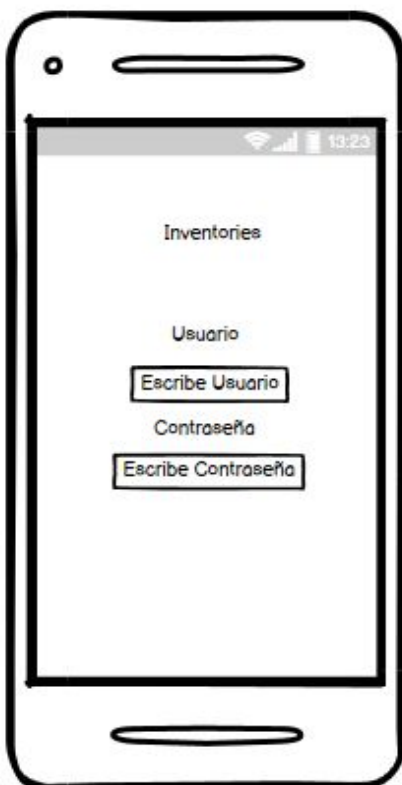 13:23
Inventories
Usuario
Escribe Usuario
Contraseña
Escribe Contraseña